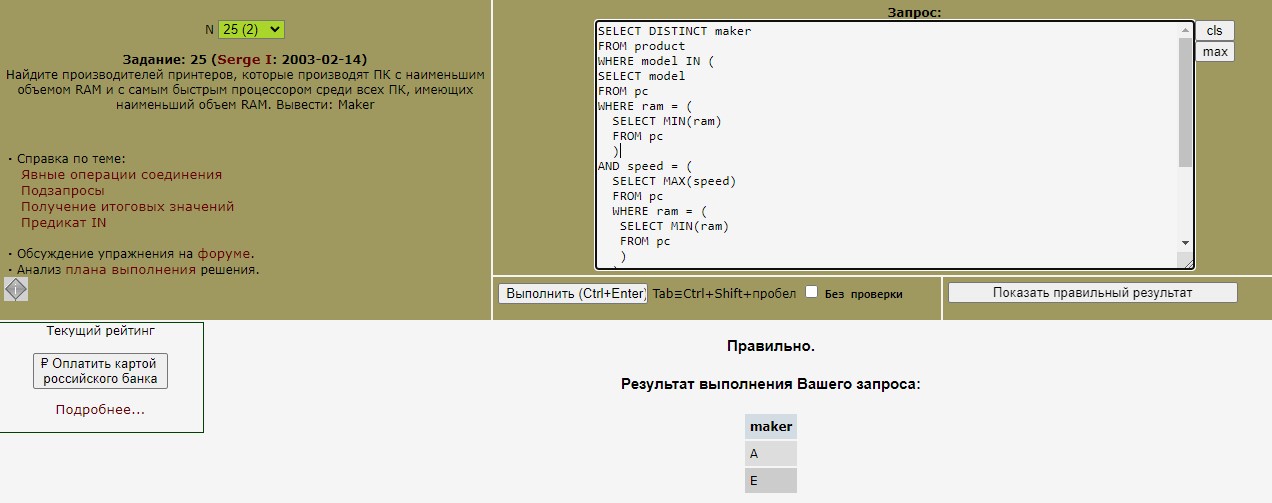 N 25 (2)
Задание: 25 (Serge I: 2003-02-14)
Найдите производителей принтеров, которые производят ПК с наименьшим
объемом RAM и с самым быстрым процессором среди всех ПК, имеющих
наименьший объем RAM. Вывести: Maker
· Справка по теме:
Явные операции соединения
Подзапросы
Получение итоговых значений
Предикат IN
· Обсуждение упражнения на форуме.
· Анализ плана выполнения решения.
Запрос:
SELECT DISTINCT maker
FROM product
WHERE model IN (
SELECT model
FROM pc
WHERE ram = (
  SELECT MIN(ram)
  FROM pc
  )
AND speed = (
  SELECT MAX(speed)
  FROM pc
  WHERE ram = (
   SELECT MIN(ram)
   FROM pc
   )
cls
max
Выполнить (Ctrl+Enter) Tab≡Ctrl+Shift+пробел Без проверки
Показать правильный результат
Текущий рейтинг
₽ Оплатить картой
российского банка
Подробнее...
Правильно.
Результат выполнения Вашего запроса:
maker
A
E